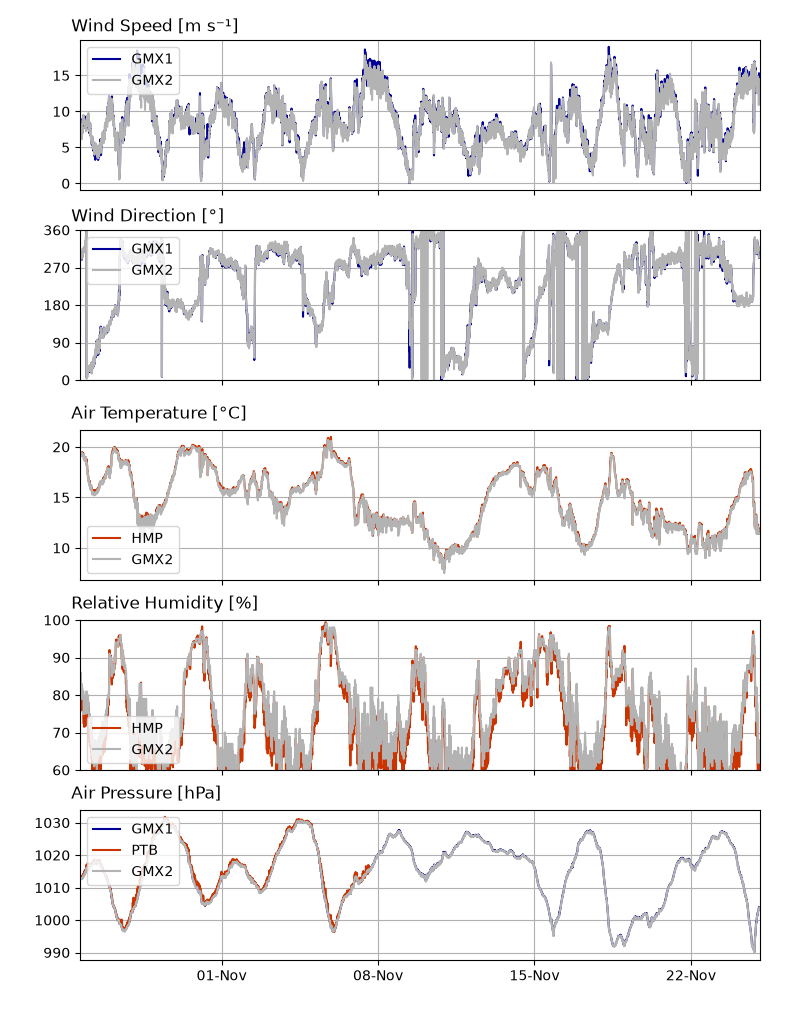 Wind Speed [m s⁻¹]
GMX1
GMX2
15
10
5
0
Wind Direction [°]
GMX1
GMX2
360
270
180
90
0
Air Temperature [°C]
20
15
10
HMP
GMX2
Relative Humidity [%]
100
90
80
70
60
HMP
GMX2
Air Pressure [hPa]
GMX1
PTB
GMX2
1030
1020
1010
1000
990
01-Nov 08-Nov 15-Nov 22-Nov